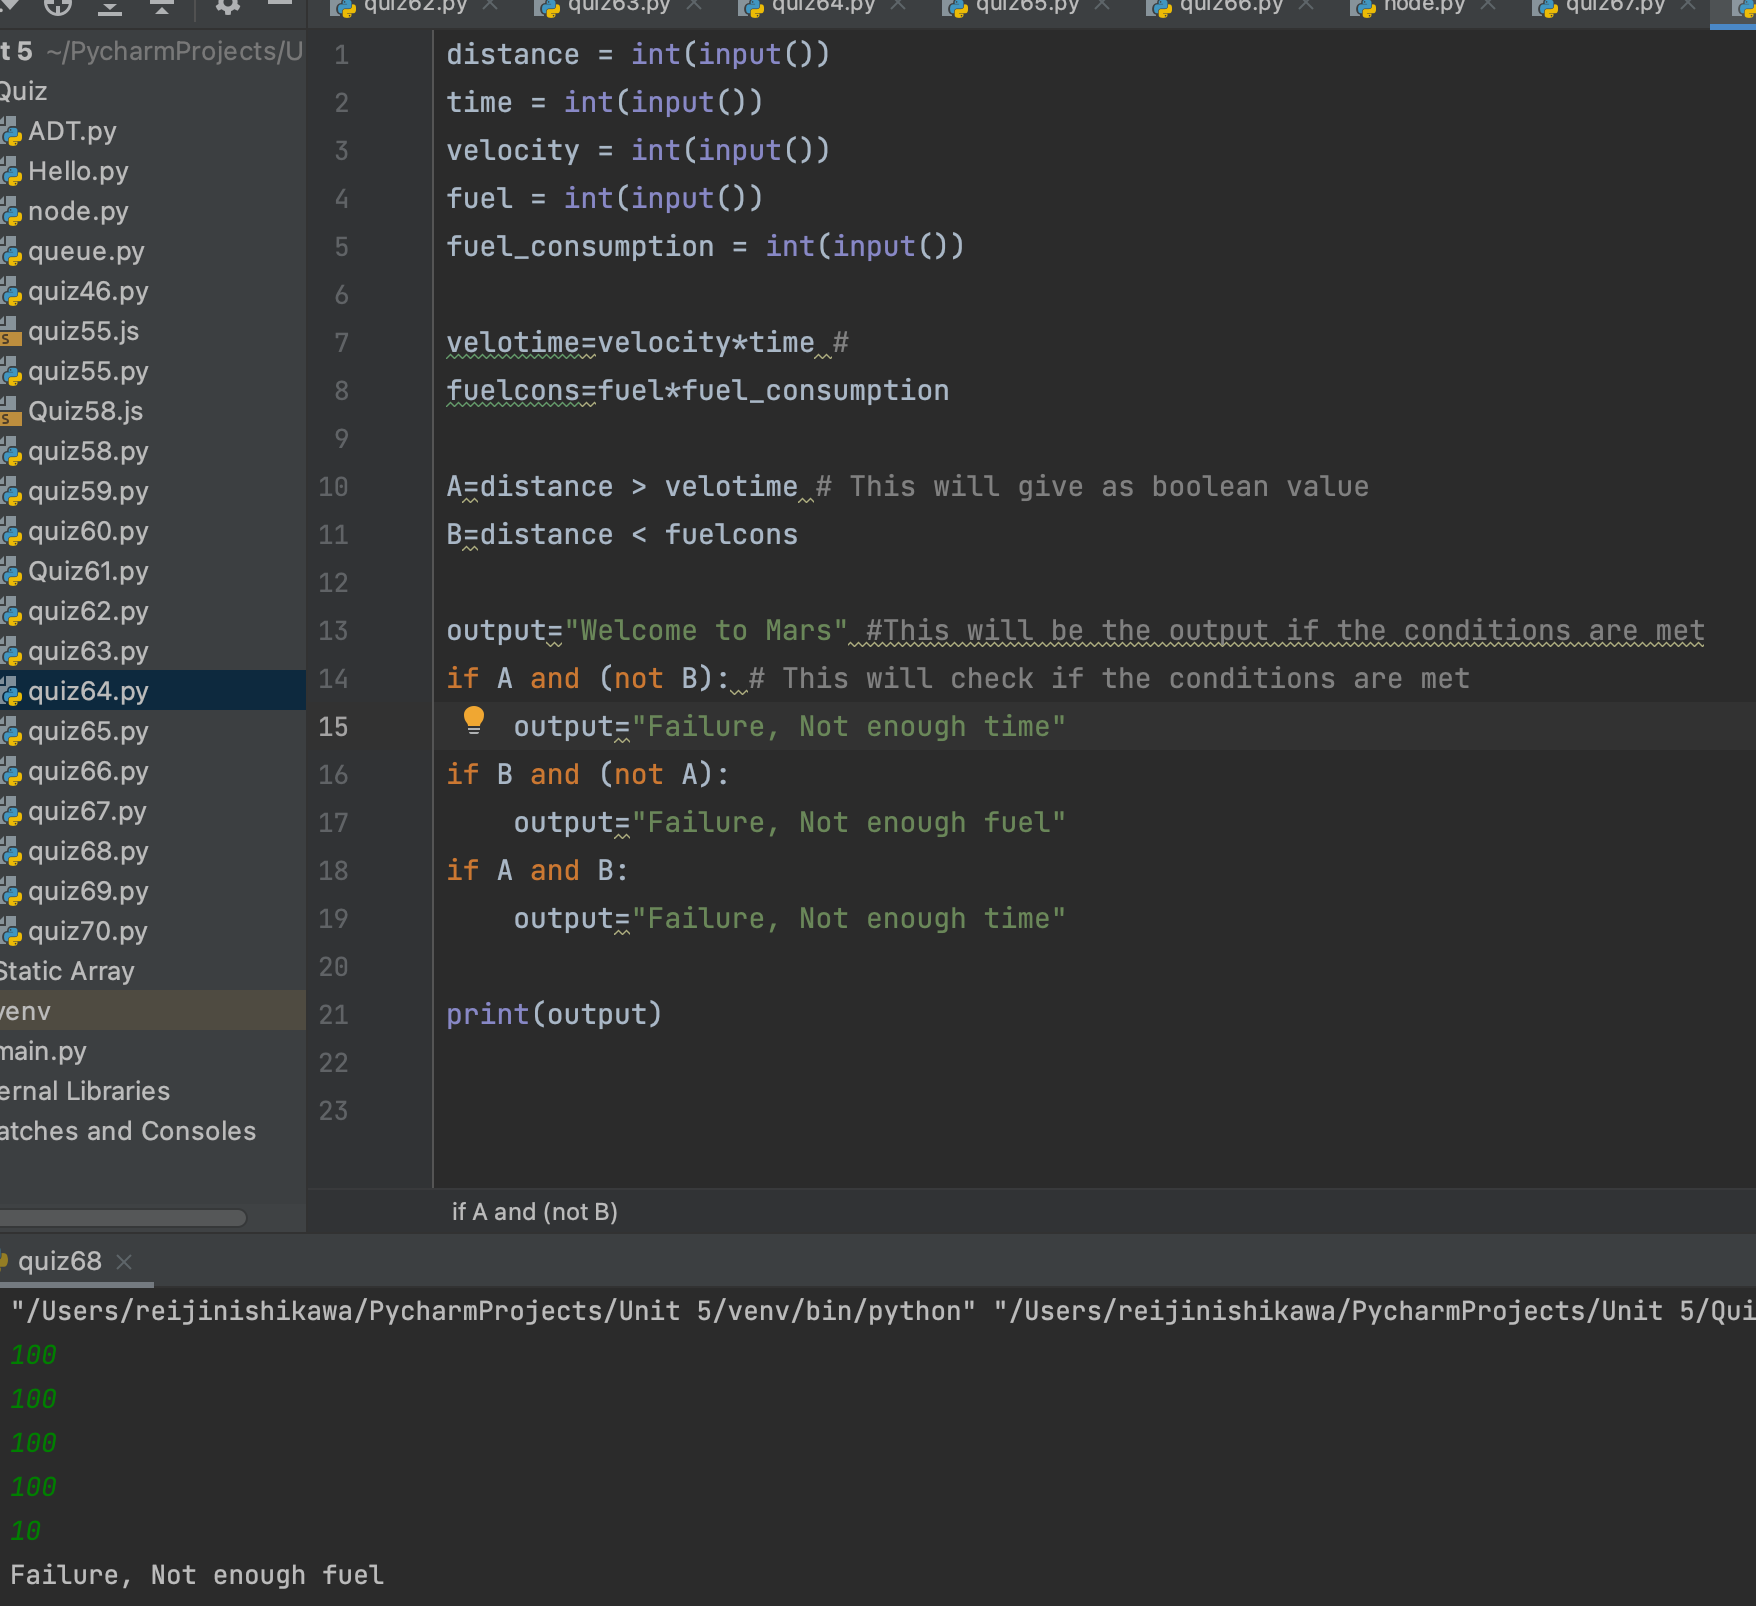 quiz62.py quiz63.py quiz64.py quiz65.py quiz66.py node.py quiz67.py
t 5 ~/PycharmProjects/U
Quiz
ADT.py
Hello.py
node.py
queue.py
quiz46.py
quiz55.js
quiz55.py
Quiz58.js
quiz58.py
quiz59.py
quiz60.py
Quiz61.py
quiz62.py
quiz63.py
quiz64.py
quiz65.py
quiz66.py
quiz67.py
quiz68.py
quiz69.py
quiz70.py
Static Array
venv
main.py
ernal Libraries
atches and Consoles
1 distance = int(input())
2 time = int(input())
3 velocity = int(input())
4 fuel = int(input())
5 fuel_consumption = int(input())
6
7 velotime=velocity*time #
8 fuelcons=fuel*fuel_consumption
9
10 A=distance > velotime # This will give as boolean value
11 B=distance < fuelcons
12
13 output="Welcome to Mars" #This will be the output if the conditions are met
14 if A and (not B): # This will check if the conditions are met
15 output="Failure, Not enough time"
16 if B and (not A):
17 output="Failure, Not enough fuel"
18 if A and B:
19 output="Failure, Not enough time"
20
21 print(output)
22
23
if A and (not B)
quiz68
"/Users/reijinishikawa/PycharmProjects/Unit 5/venv/bin/python" "/Users/reijinishikawa/PycharmProjects/Unit 5/Qui
100
100
100
100
10
Failure, Not enough fuel